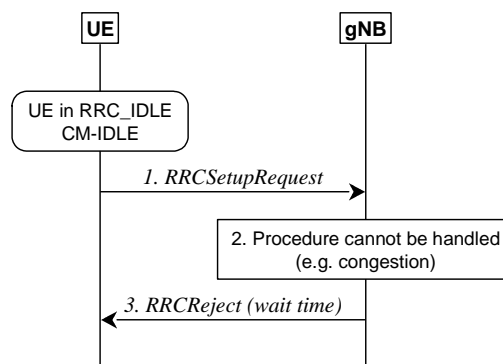 UE
gNB
UE in RRC_IDLE
CM-IDLE
1. RRCSetupRequest
2. Procedure cannot be handled
(e.g. congestion)
3. RRCReject (wait time)